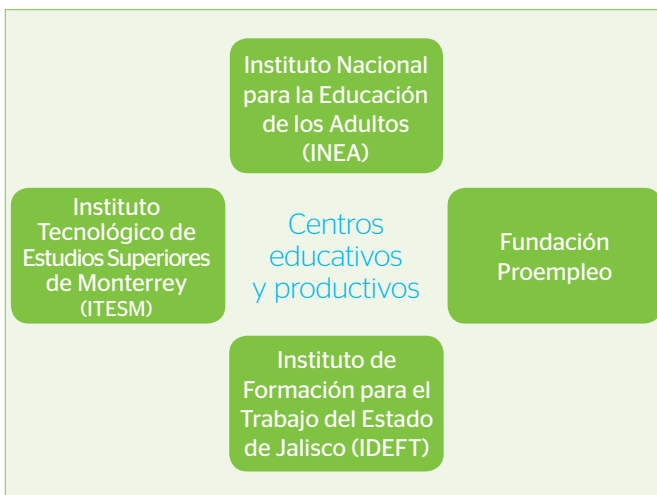 Instituto Nacional
para la Educación
de los Adultos
(INEA)
Instituto
Tecnológico de
Estudios Superiores
de Monterrey
(ITESM)
Centros
educativos
y productivos
Fundación
Proempleo
Instituto de
Formación para el
Trabajo del Estado
de Jalisco (IDEFT)